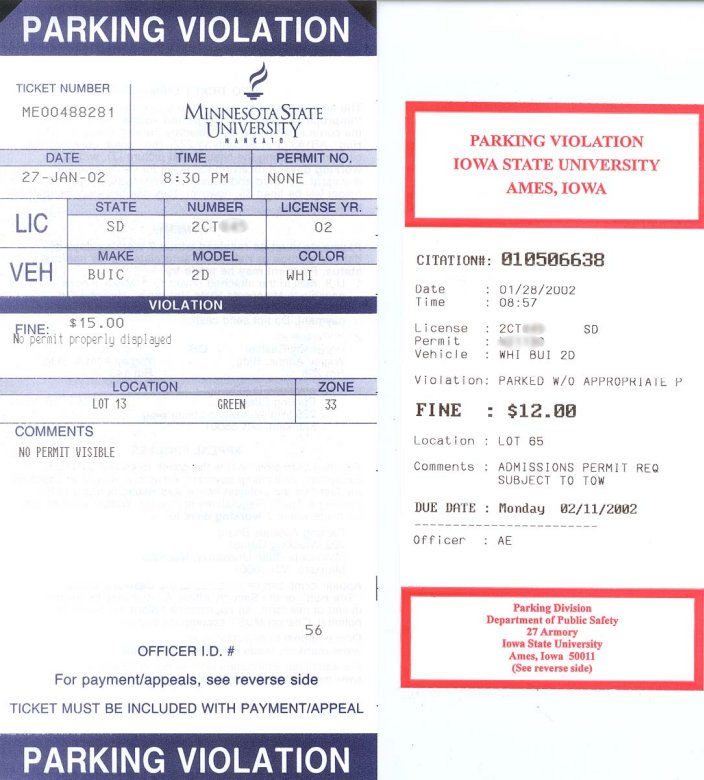 PARKING VIOLATION
TICKET NUMBER
ME00488281
MINNESOTA STATE
UNIVERSITY
MANKATO
DATE TIME PERMIT NO.
27-JAN-02 8:30 PM NONE
LIC
STATE NUMBER LICENSE YR.
SD 2CT 02
VEH
MAKE MODEL COLOR
BUIC 2D WHI
VIOLATION
FINE: $15.00
No permit properly displayed
LOCATION ZONE
LOT 13 GREEN 33
COMMENTS
NO PERMIT VISIBLE
56
OFFICER I.D. #
For payment/appeals, see reverse side
TICKET MUST BE INCLUDED WITH PAYMENT/APPEAL
PARKING VIOLATION
PARKING VIOLATION
IOWA STATE UNIVERSITY
AMES, IOWA
CITATION#: 010506638
Date : 01/28/2002
Time : 08:57
License : 2CT SD
Permit :
Vehicle : WHI BUI 2D
Violation: PARKED W/O APPROPRIATE P
FINE : $12.00
Location : LOT 65
Comments : ADMISSIONS PERMIT REQ
SUBJECT TO TOW
DUE DATE : Monday 02/11/2002
------------------------
Officer : AE
Parking Division
Department of Public Safety
27 Armory
Iowa State University
Ames, Iowa 50011
(See reverse side)